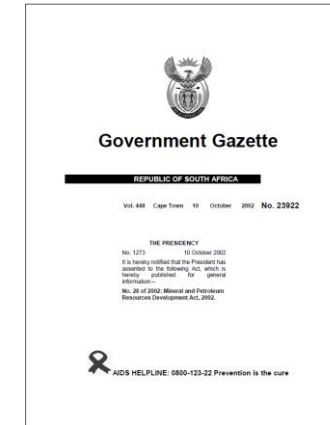 Government Gazette
REPUBLIC OF SOUTH AFRICA
Vol. 448 Cape Town 10 October 2002 No. 23922
THE PRESIDENCY
No. 1273 10 October 2002
It is hereby notified that the President has
assented to the following Act, which is
hereby published for general
information:–
No. 28 of 2002: Mineral and Petroleum
Resources Development Act, 2002.
AIDS HELPLINE: 0800-123-22 Prevention is the cure